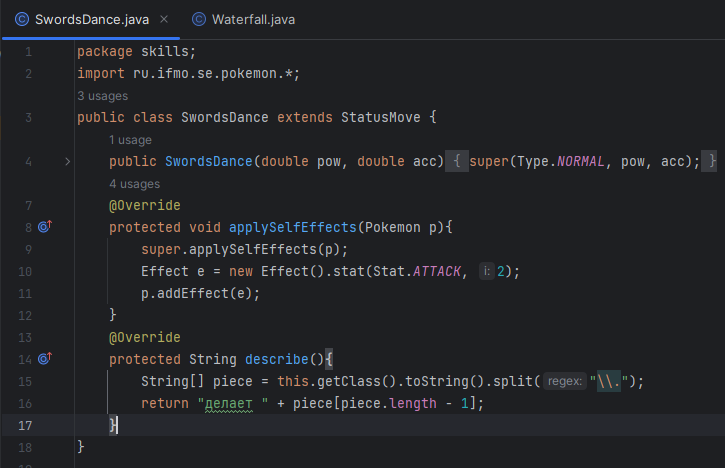 SwordsDance.java × Waterfall.java
1 package skills;
2 import ru.ifmo.se.pokemon.*;
3 usages
3 public class SwordsDance extends StatusMove {
1 usage
4 public SwordsDance(double pow, double acc) { super(Type.NORMAL, pow, acc); }
4 usages
7 @Override
8 protected void applySelfEffects(Pokemon p){
9 super.applySelfEffects(p);
10 Effect e = new Effect().stat(Stat.ATTACK, i: 2);
11 p.addEffect(e);
12 }
13 @Override
14 protected String describe(){
15 String[] piece = this.getClass().toString().split( regex: "\\.");
16 return "делает " + piece[piece.length - 1];
17 }
18 }